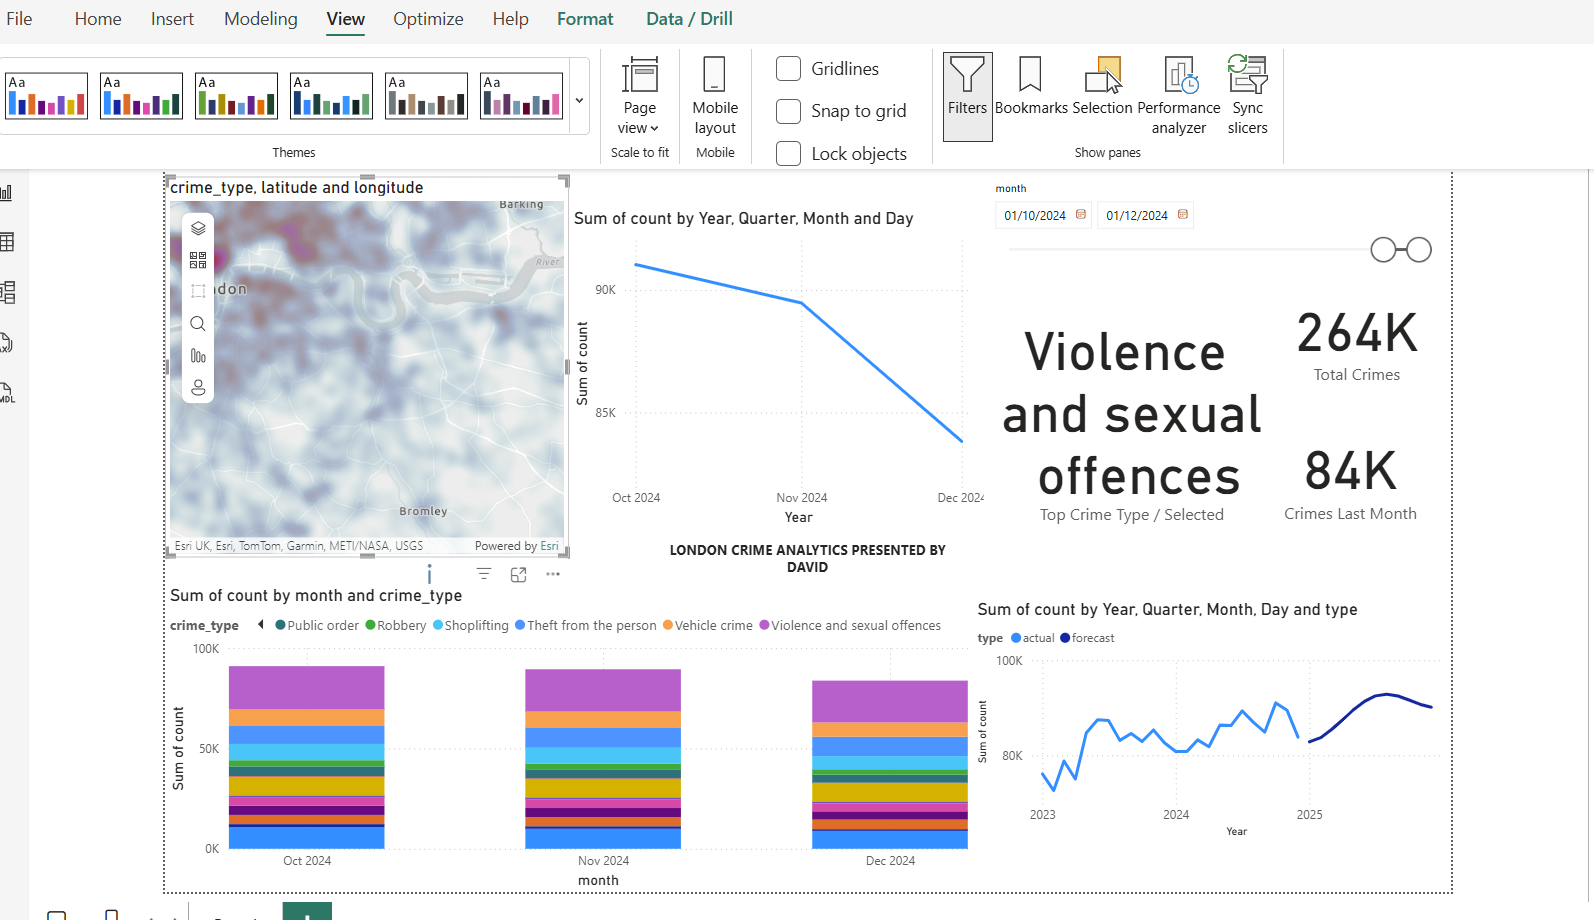 File Home Insert Modeling View Optimize Help Format Data / Drill
Aa Aa Aa Aa Aa Aa
Themes
Page
view
Scale to fit
Mobile
layout
Mobile
Gridlines
Snap to grid
Lock objects
Filters Bookmarks Selection Performance
analyzer
Sync
slicers
Show panes
crime_type, latitude and longitude
Barking
River
don
Bromley
Esri UK, Esri, TomTom, Garmin, METI/NASA, USGS Powered by Esri
Sum of count by Year, Quarter, Month and Day
Sum of count
90K
85K
Oct 2024 Nov 2024 Dec 2024
Year
LONDON CRIME ANALYTICS PRESENTED BY
DAVID
month
01/10/2024 01/12/2024
Violence
and sexual
offences
Top Crime Type / Selected
264K
Total Crimes
84K
Crimes Last Month
Sum of count by month and crime_type
crime_type Public order Robbery Shoplifting Theft from the person Vehicle crime Violence and sexual offences
Sum of count
100K
50K
0K
Oct 2024 Nov 2024 Dec 2024
month
Sum of count by Year, Quarter, Month, Day and type
type actual forecast
Sum of count
100K
80K
2023 2024 2025
Year
MDL